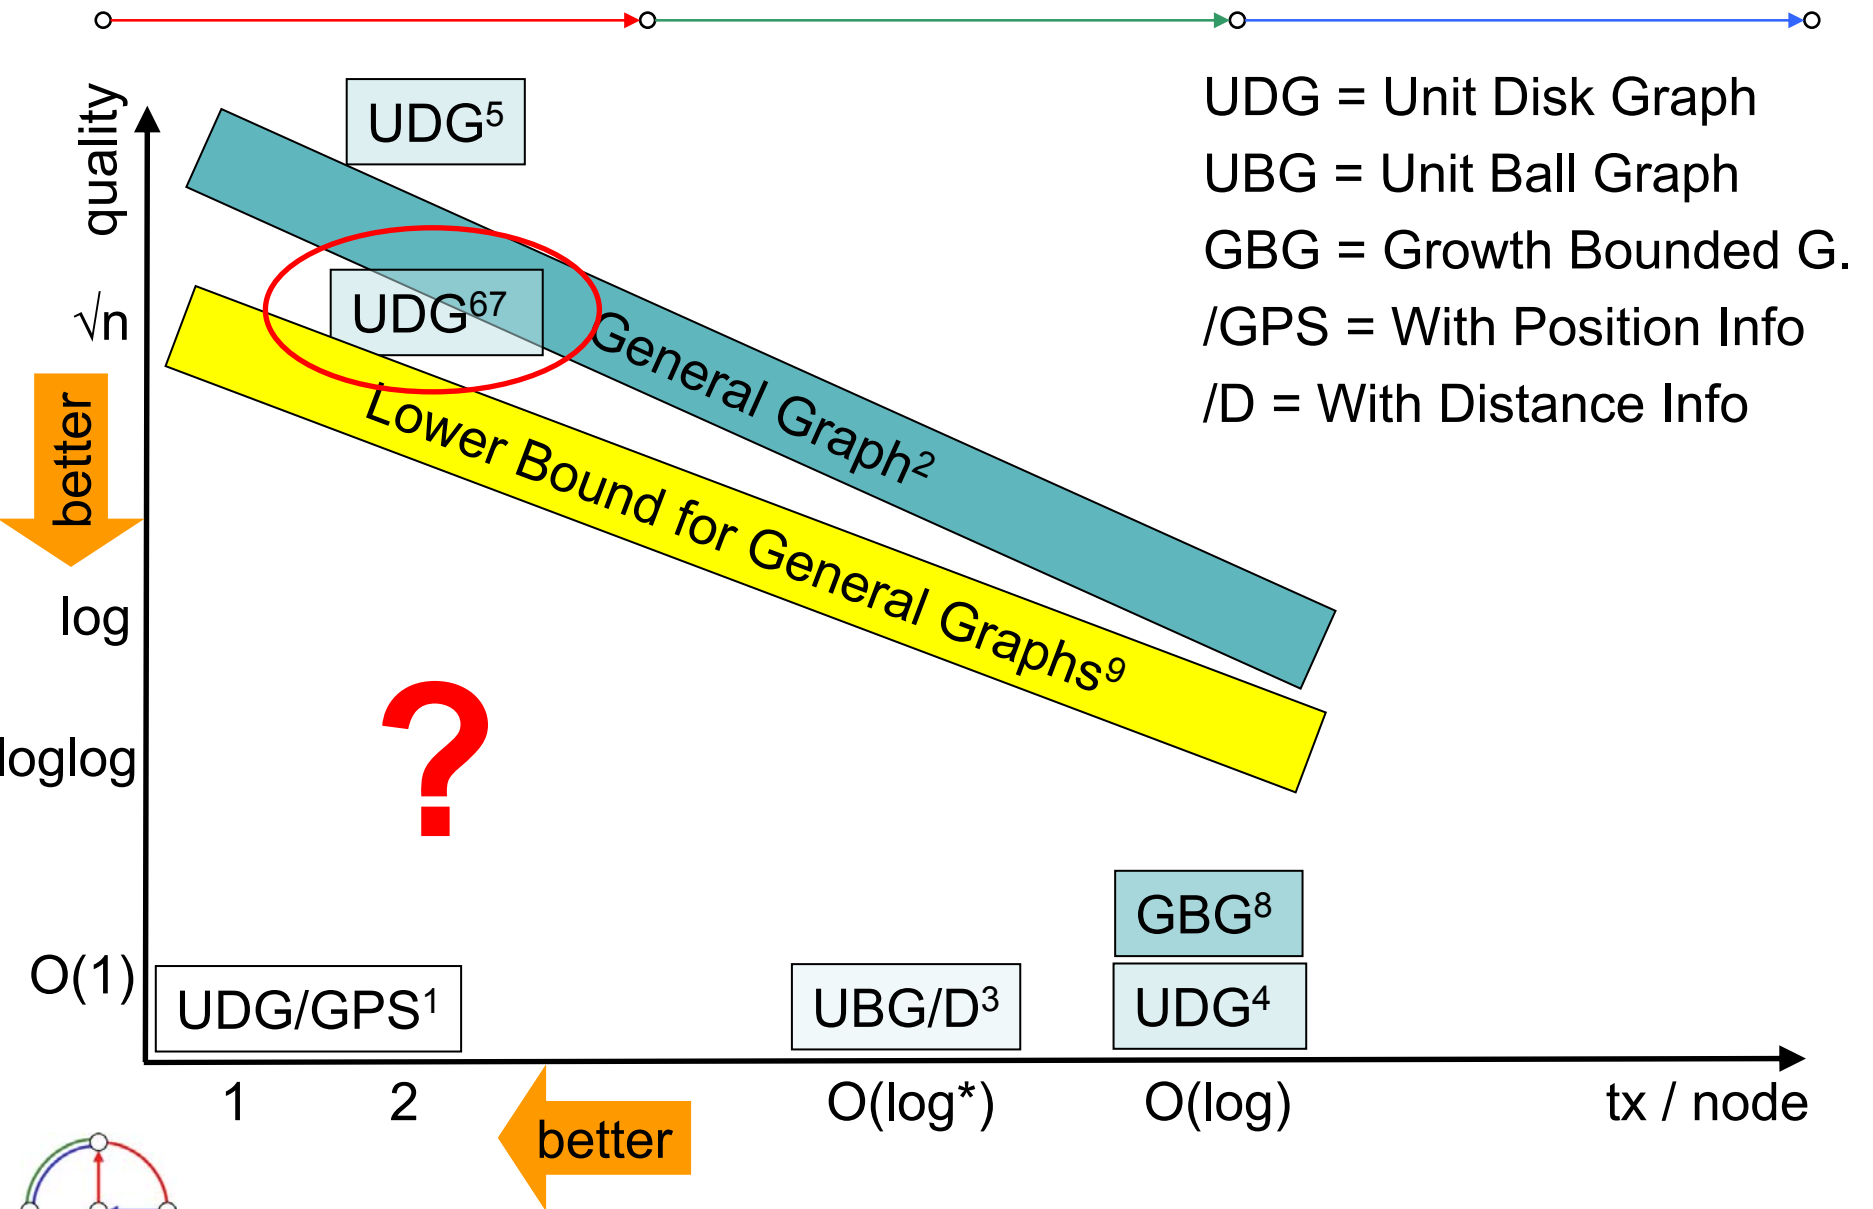 quality
UDG⁵
UDG = Unit Disk Graph
UBG = Unit Ball Graph
GBG = Growth Bounded G.
/GPS = With Position Info
/D = With Distance Info
√n
UDG⁶⁷
General Graph²
Lower Bound for General Graphs⁹
better
log
loglog
?
GBG⁸
O(1)
UDG/GPS¹
UBG/D³
UDG⁴
1
2
O(log*)
O(log)
tx / node
better